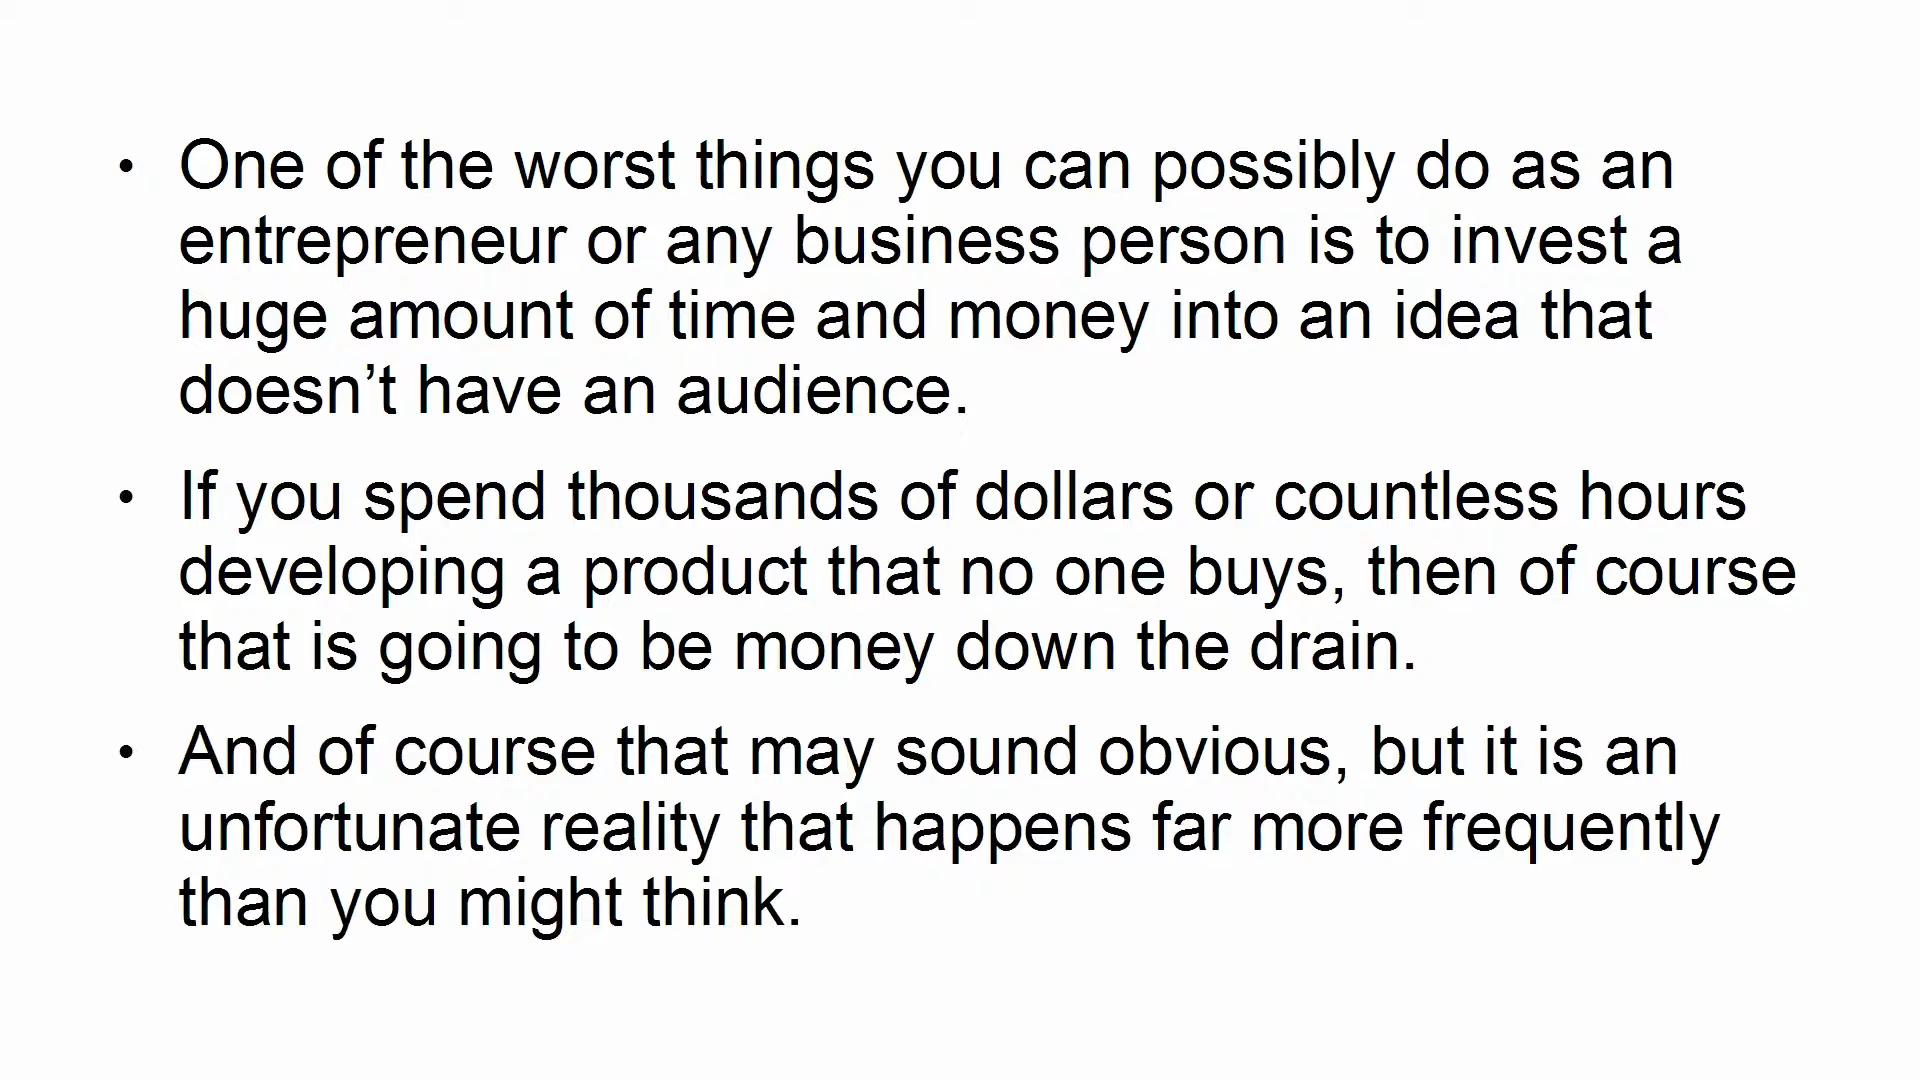 • One of the worst things you can possibly do as an
entrepreneur or any business person is to invest a
huge amount of time and money into an idea that
doesn’t have an audience.
• If you spend thousands of dollars or countless hours
developing a product that no one buys, then of course
that is going to be money down the drain.
• And of course that may sound obvious, but it is an
unfortunate reality that happens far more frequently
than you might think.